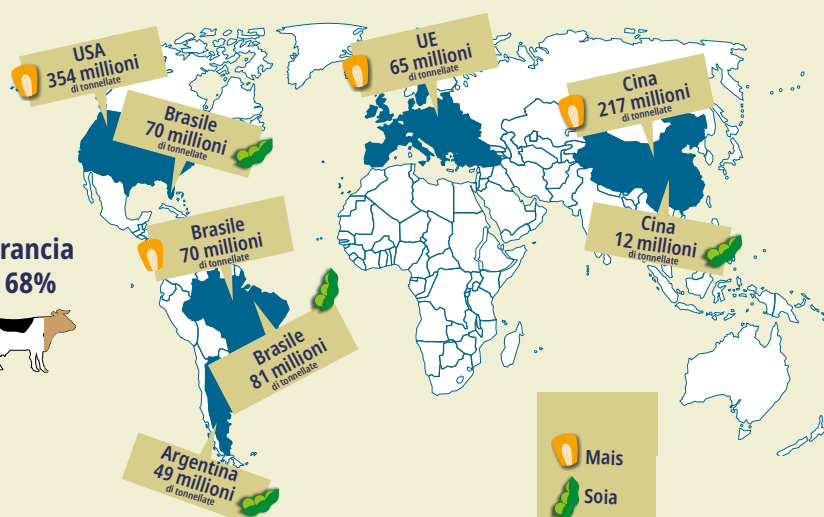 USA
354 milioni
di tonnellate
Brasile
70 milioni
di tonnellate
UE
65 milioni
di tonnellate
Cina
217 milioni
di tonnellate
Brasile
70 milioni
di tonnellate
Cina
12 milioni
di tonnellate
rancia
68%
Brasile
81 milioni
di tonnellate
Argentina
49 milioni
di tonnellate
Mais
Soia